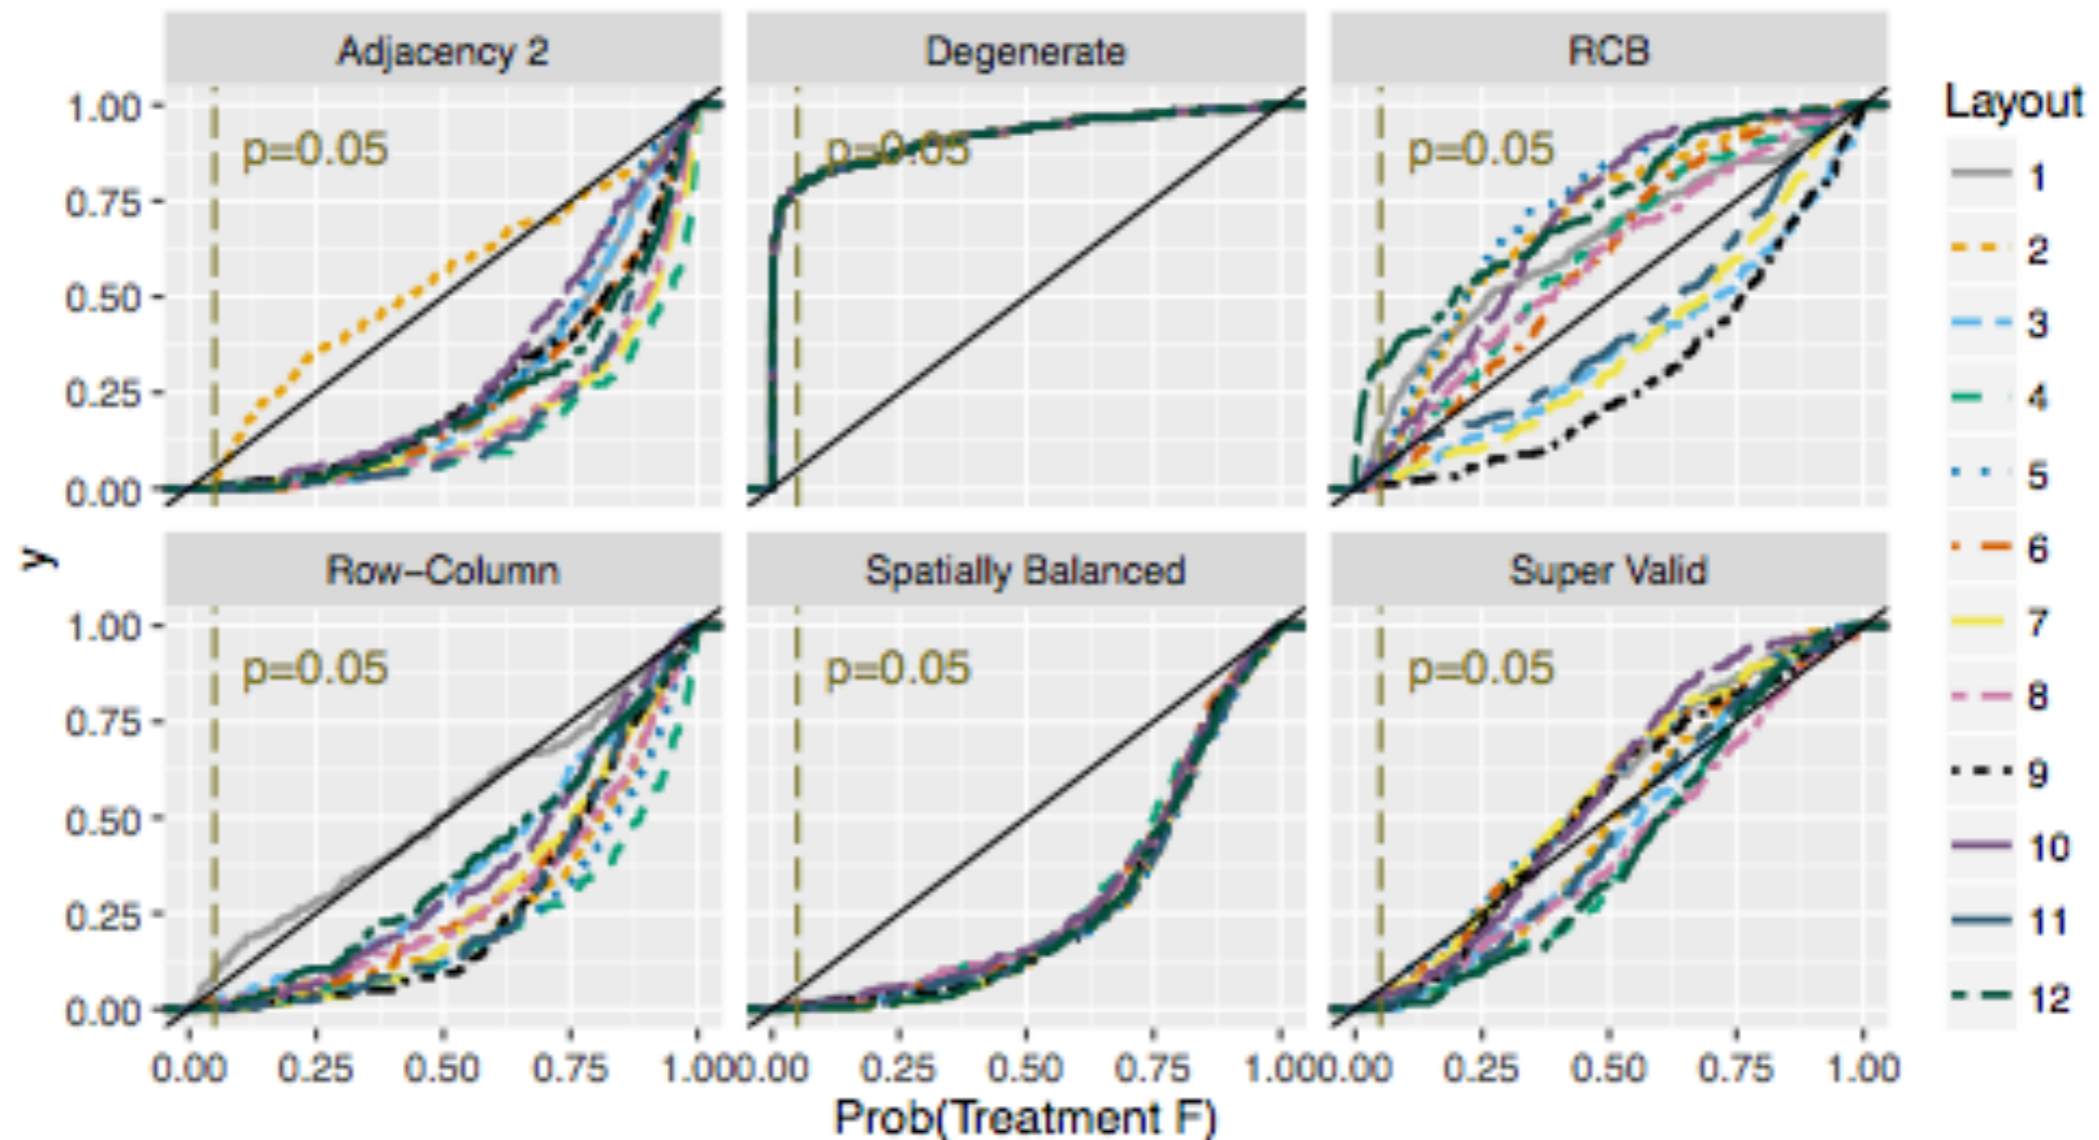 Adjacency 2 Degenerate RCB
1.00 p=0.05 p=0.05 p=0.05
0.75
0.50
0.25
0.00
y
Row−Column Spatially Balanced Super Valid
1.00 p=0.05 p=0.05 p=0.05
0.75
0.50
0.25
0.00
0.00 0.25 0.50 0.75 1.00 0.00 0.25 0.50 0.75 1.00 0.00 0.25 0.50 0.75 1.00
Prob(Treatment F)
Layout
1
2
3
4
5
6
7
8
9
10
11
12